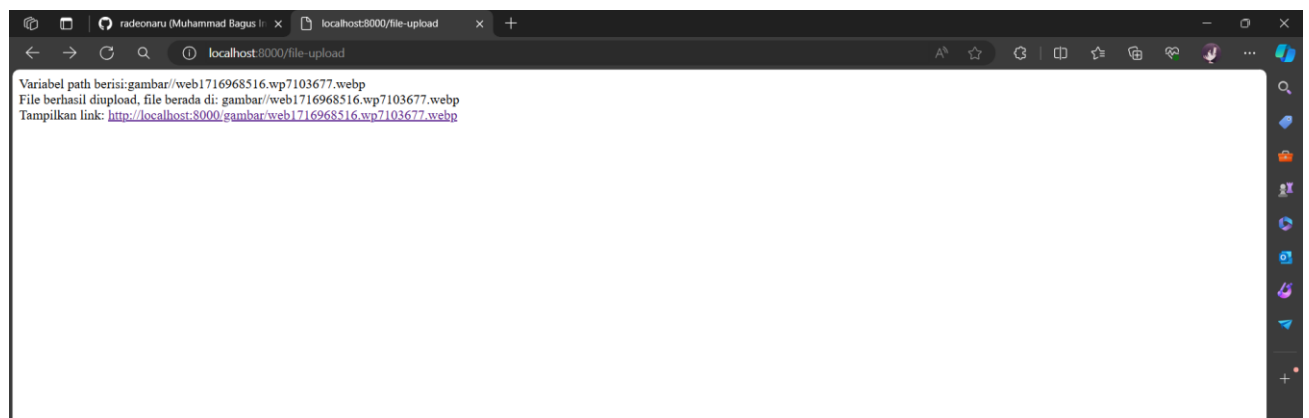 radeonaru (Muhammad Bagus In
localhost:8000/file-upload
localhost:8000/file-upload
Variabel path berisi:gambar//web1716968516.wp7103677.webp
File berhasil diupload, file berada di: gambar//web1716968516.wp7103677.webp
Tampilkan link: http://localhost:8000/gambar/web1716968516.wp7103677.webp